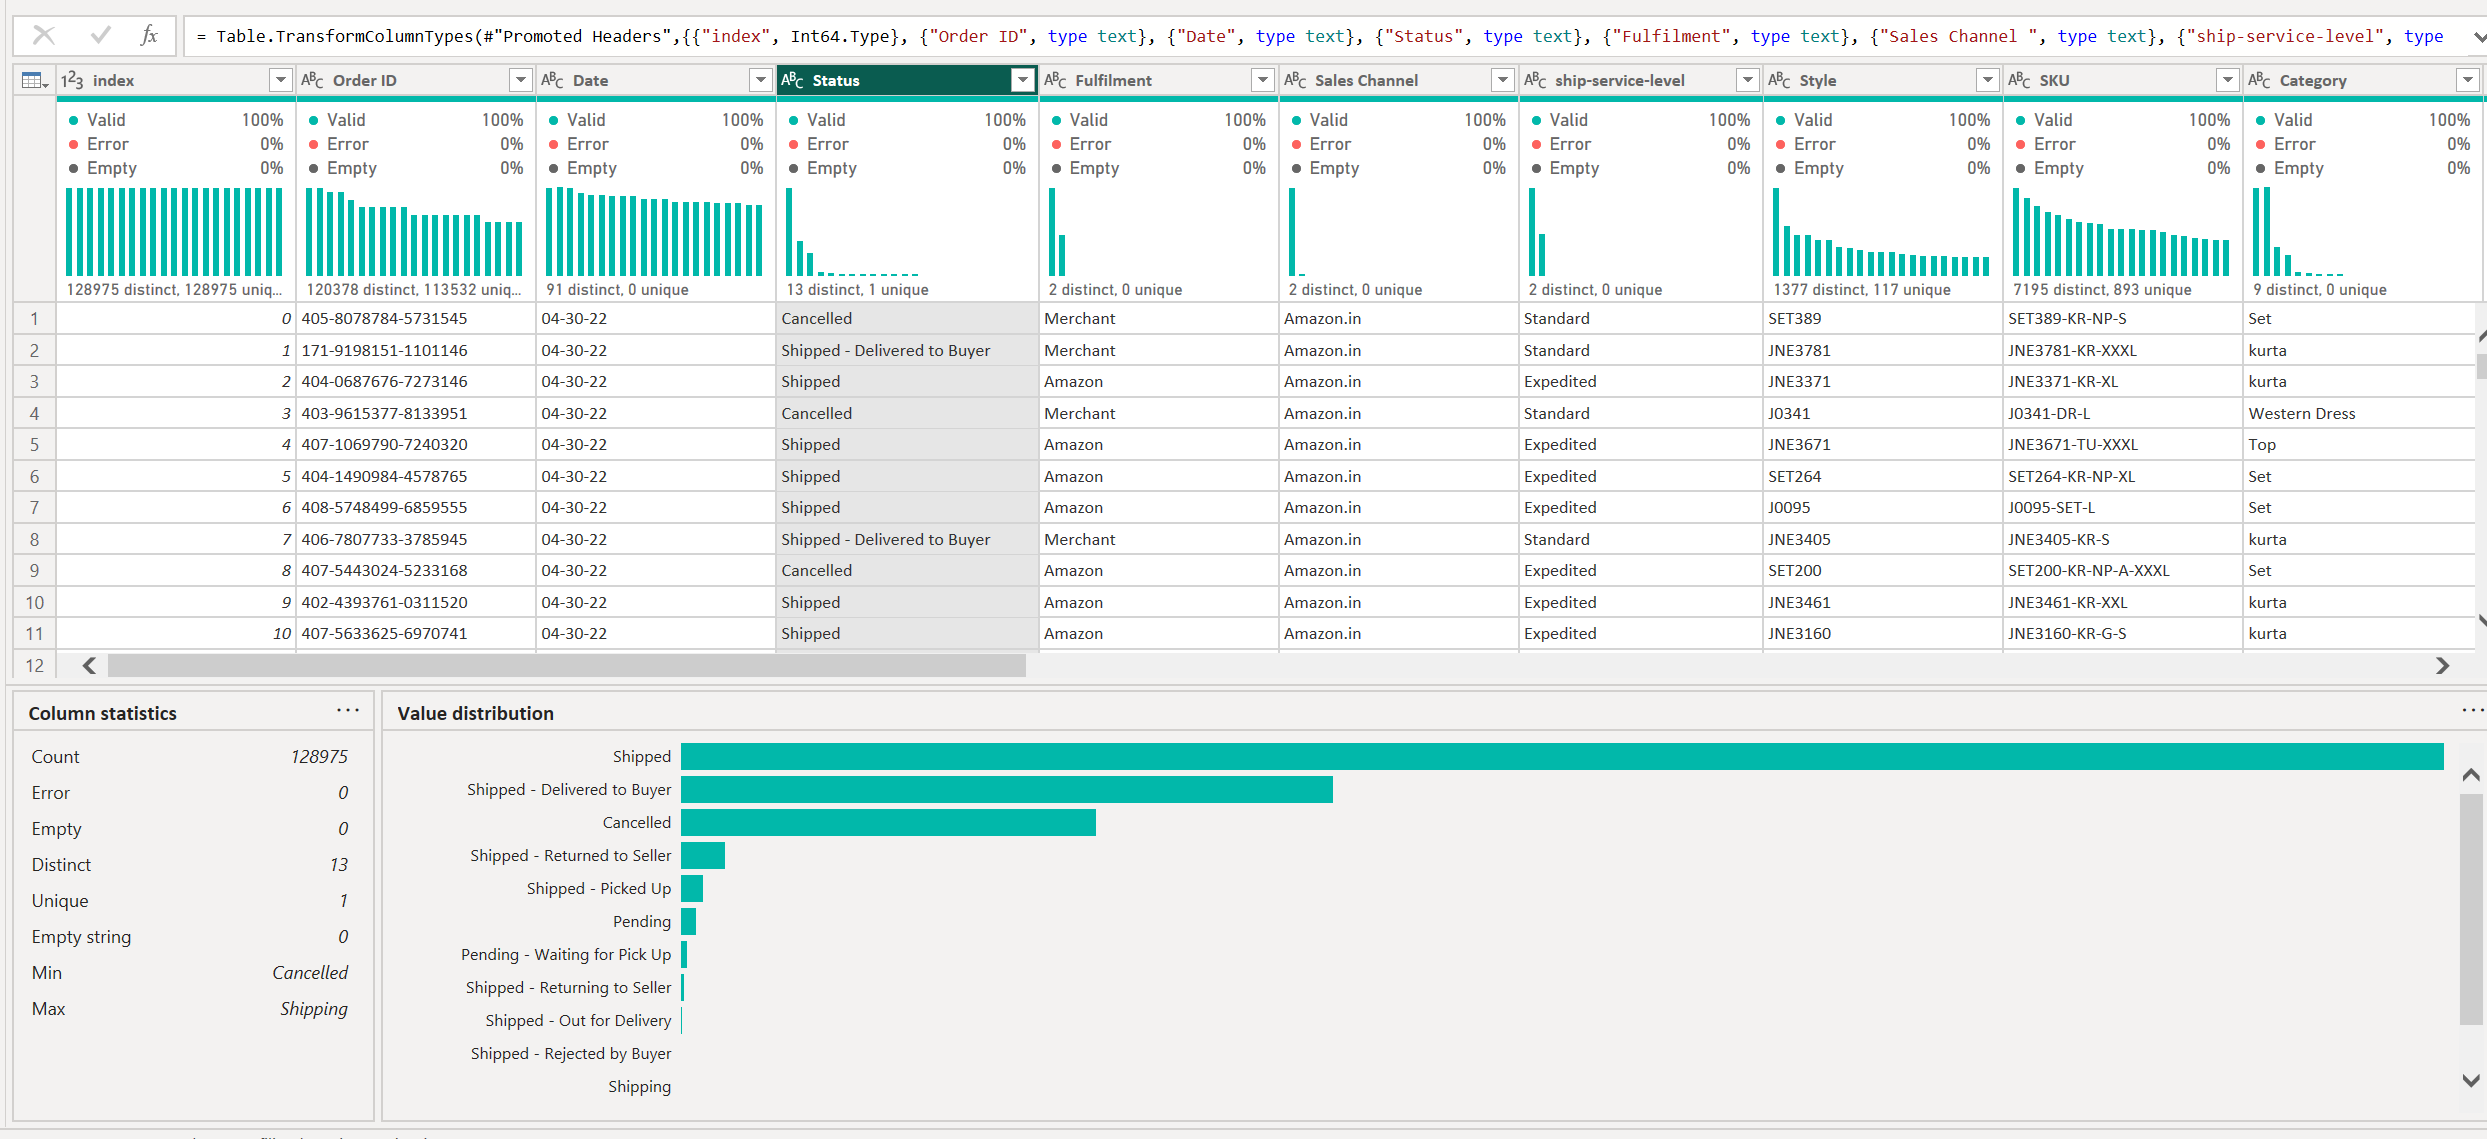 fx = Table.TransformColumnTypes(#"Promoted Headers",{{"index", Int64.Type}, {"Order ID", type text}, {"Date", type text}, {"Status", type text}, {"Fulfilment", type text}, {"Sales Channel ", type text}, {"ship-service-level", type
123 index ABC Order ID ABC Date ABC Status ABC Fulfilment ABC Sales Channel ABC ship-service-level ABC Style ABC SKU ABC Category
Valid 100% Valid 100% Valid 100% Valid 100% Valid 100% Valid 100% Valid 100% Valid 100% Valid 100% Valid 100%
Error 0% Error 0% Error 0% Error 0% Error 0% Error 0% Error 0% Error 0% Error 0% Error 0%
Empty 0% Empty 0% Empty 0% Empty 0% Empty 0% Empty 0% Empty 0% Empty 0% Empty 0% Empty 0%
128975 distinct, 128975 uniq... 120378 distinct, 113532 uniq... 91 distinct, 0 unique 13 distinct, 1 unique 2 distinct, 0 unique 2 distinct, 0 unique 2 distinct, 0 unique 1377 distinct, 117 unique 7195 distinct, 893 unique 9 distinct, 0 unique
1 0 405-8078784-5731545 04-30-22 Cancelled Merchant Amazon.in Standard SET389 SET389-KR-NP-S Set
2 1 171-9198151-1101146 04-30-22 Shipped - Delivered to Buyer Merchant Amazon.in Standard JNE3781 JNE3781-KR-XXXL kurta
3 2 404-0687676-7273146 04-30-22 Shipped Amazon Amazon.in Expedited JNE3371 JNE3371-KR-XL kurta
4 3 403-9615377-8133951 04-30-22 Cancelled Merchant Amazon.in Standard J0341 J0341-DR-L Western Dress
5 4 407-1069790-7240320 04-30-22 Shipped Amazon Amazon.in Expedited JNE3671 JNE3671-TU-XXXL Top
6 5 404-1490984-4578765 04-30-22 Shipped Amazon Amazon.in Expedited SET264 SET264-KR-NP-XL Set
7 6 408-5748499-6859555 04-30-22 Shipped Amazon Amazon.in Expedited J0095 J0095-SET-L Set
8 7 406-7807733-3785945 04-30-22 Shipped - Delivered to Buyer Merchant Amazon.in Standard JNE3405 JNE3405-KR-S kurta
9 8 407-5443024-5233168 04-30-22 Cancelled Amazon Amazon.in Expedited SET200 SET200-KR-NP-A-XXXL Set
10 9 402-4393761-0311520 04-30-22 Shipped Amazon Amazon.in Expedited JNE3461 JNE3461-KR-XXL kurta
11 10 407-5633625-6970741 04-30-22 Shipped Amazon Amazon.in Expedited JNE3160 JNE3160-KR-G-S kurta
12
Column statistics ...
Count 128975
Error 0
Empty 0
Distinct 13
Unique 1
Empty string 0
Min Cancelled
Max Shipping
Value distribution ...
Shipped
Shipped - Delivered to Buyer
Cancelled
Shipped - Returned to Seller
Shipped - Picked Up
Pending
Pending - Waiting for Pick Up
Shipped - Returning to Seller
Shipped - Out for Delivery
Shipped - Rejected by Buyer
Shipping